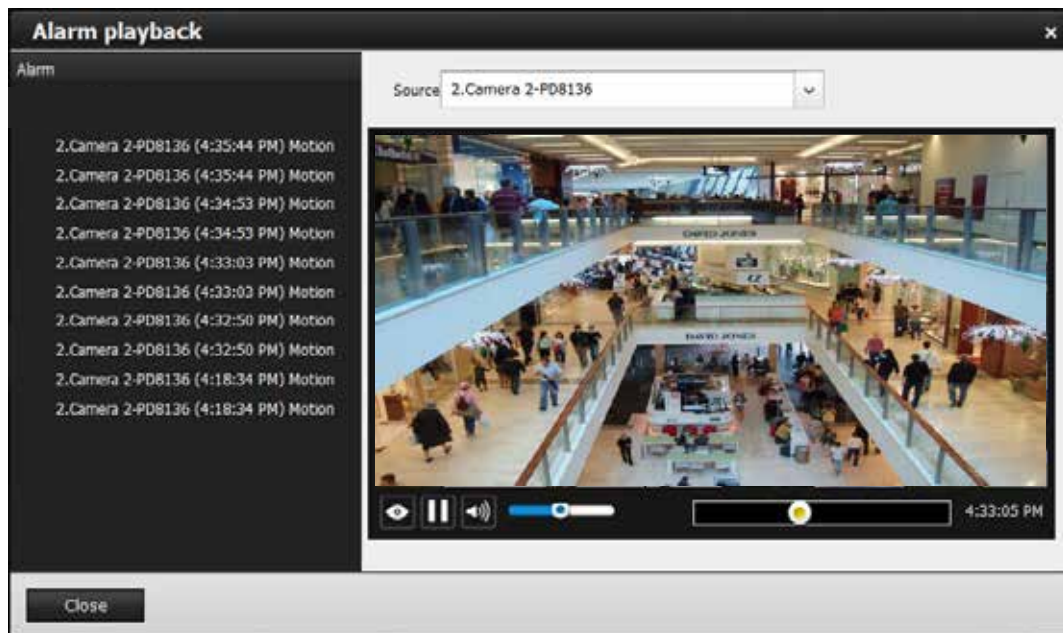 Alarm playback
Alarm
Source 2.Camera 2-PD8136
2.Camera 2-PD8136 (4:35:44 PM) Motion
2.Camera 2-PD8136 (4:35:44 PM) Motion
2.Camera 2-PD8136 (4:34:53 PM) Motion
2.Camera 2-PD8136 (4:34:53 PM) Motion
2.Camera 2-PD8136 (4:33:03 PM) Motion
2.Camera 2-PD8136 (4:33:03 PM) Motion
2.Camera 2-PD8136 (4:32:50 PM) Motion
2.Camera 2-PD8136 (4:32:50 PM) Motion
2.Camera 2-PD8136 (4:18:34 PM) Motion
2.Camera 2-PD8136 (4:18:34 PM) Motion
DAVID JONES
DAVID JONES
4:33:05 PM
Close